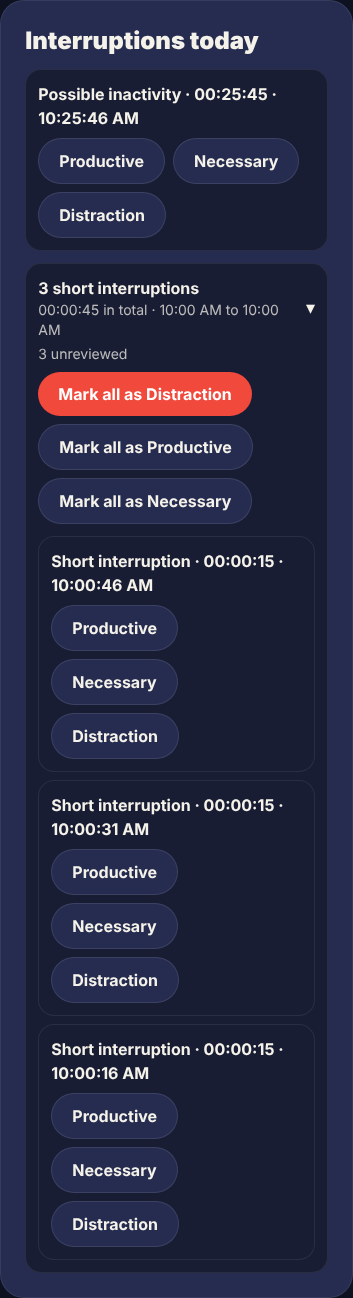 Interruptions today
Possible inactivity · 00:25:45 ·
10:25:46 AM
Productive
Necessary
Distraction
3 short interruptions
00:00:45 in total · 10:00 AM to 10:00
AM
▼
3 unreviewed
Mark all as Distraction
Mark all as Productive
Mark all as Necessary
Short interruption · 00:00:15 ·
10:00:46 AM
Productive
Necessary
Distraction
Short interruption · 00:00:15 ·
10:00:31 AM
Productive
Necessary
Distraction
Short interruption · 00:00:15 ·
10:00:16 AM
Productive
Necessary
Distraction